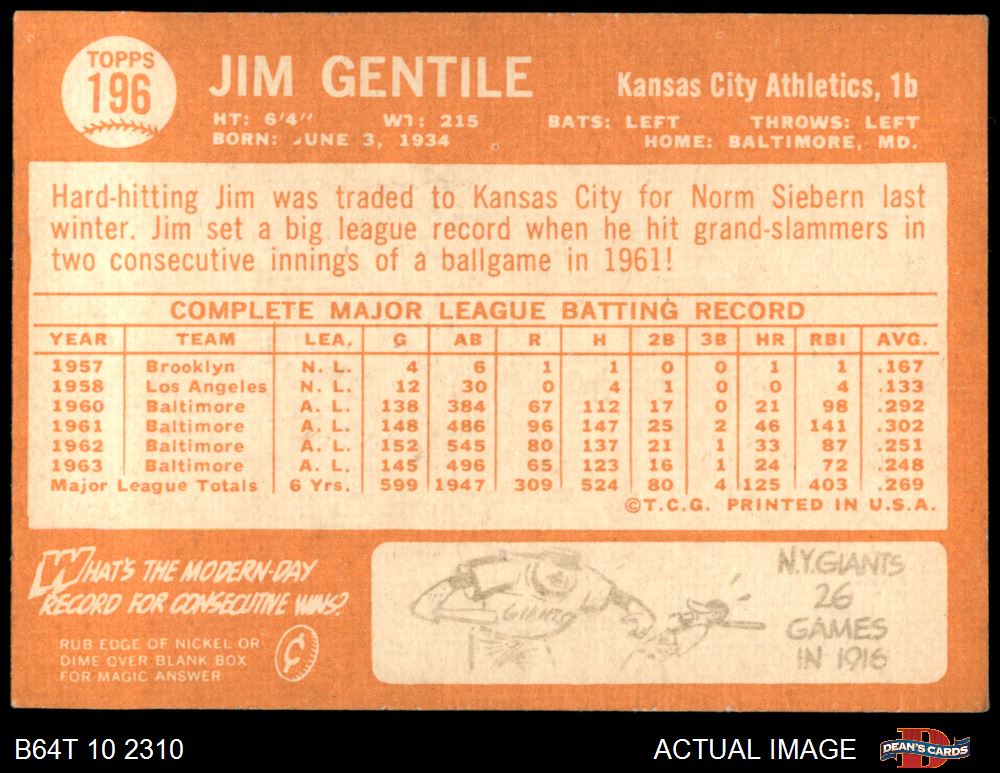 TOPPS
196
JIM GENTILE
Kansas City Athletics, 1b
HT: 6'4" WT: 215 BATS: LEFT THROWS: LEFT
BORN: JUNE 3, 1934 HOME: BALTIMORE, MD.
Hard-hitting Jim was traded to Kansas City for Norm Siebern last
winter. Jim set a big league record when he hit grand-slammers in
two consecutive innings of a ballgame in 1961!
COMPLETE MAJOR LEAGUE BATTING RECORD
YEAR TEAM LEA. G AB R H 2B 3B HR RBI AVG.
1957 Brooklyn N. L. 4 6 1 1 0 0 1 1 .167
1958 Los Angeles N. L. 12 30 0 4 1 0 0 4 .133
1960 Baltimore A. L. 138 384 67 112 17 0 21 98 .292
1961 Baltimore A. L. 148 486 96 147 25 2 46 141 .302
1962 Baltimore A. L. 152 545 80 137 21 1 33 87 .251
1963 Baltimore A. L. 145 496 65 123 16 1 24 72 .248
Major League Totals 6 Yrs. 599 1947 309 524 80 4 125 403 .269
©T.C.G. PRINTED IN U.S.A.
WHAT'S THE MODERN-DAY
RECORD FOR CONSECUTIVE WINS?
RUB EDGE OF NICKEL OR
DIME OVER BLANK BOX
FOR MAGIC ANSWER
¢
GIANTS
N.Y. GIANTS
26
GAMES
IN 1916
B64T 10 2310
ACTUAL IMAGE
DEAN'S CARDS